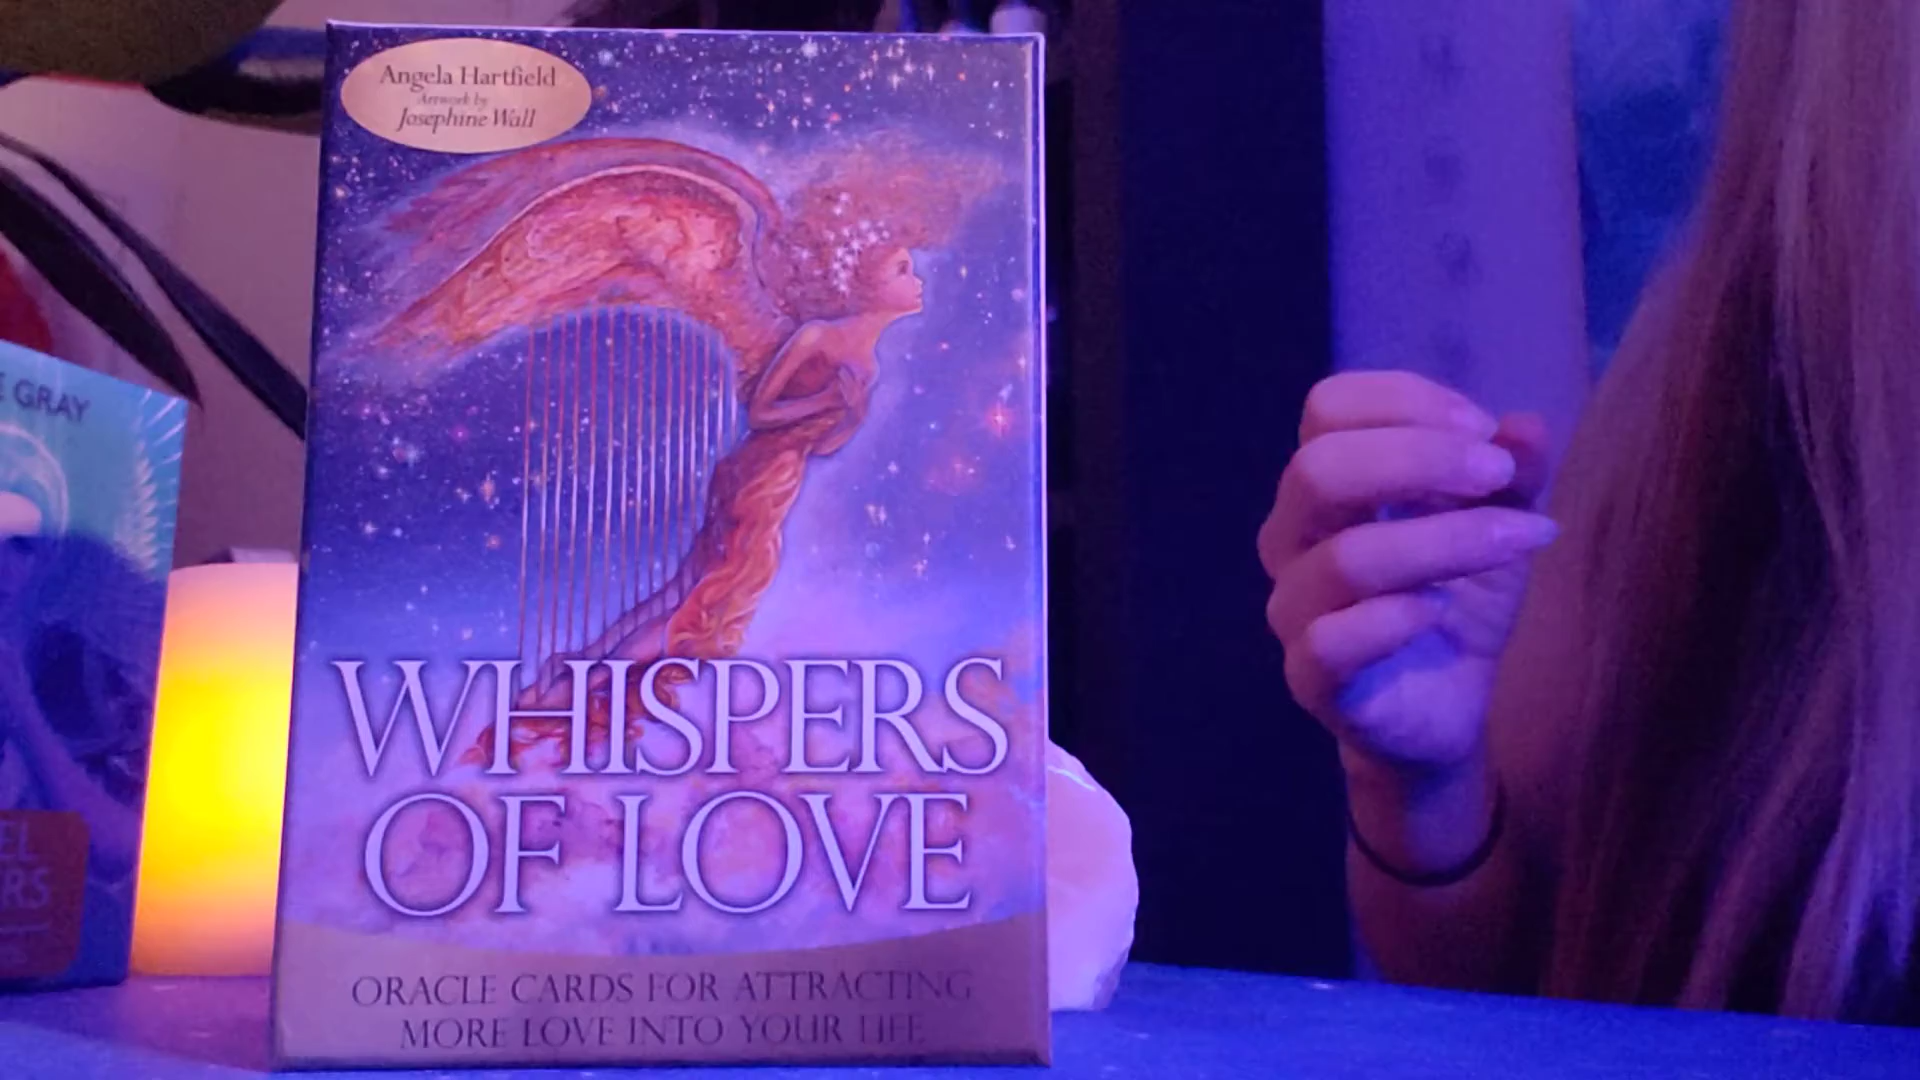 Angela Hartfield
Artwork by
Josephine Wall
WHISPERS
OF LOVE
ORACLE CARDS FOR ATTRACTING
MORE LOVE INTO YOUR LIFE
GRAY